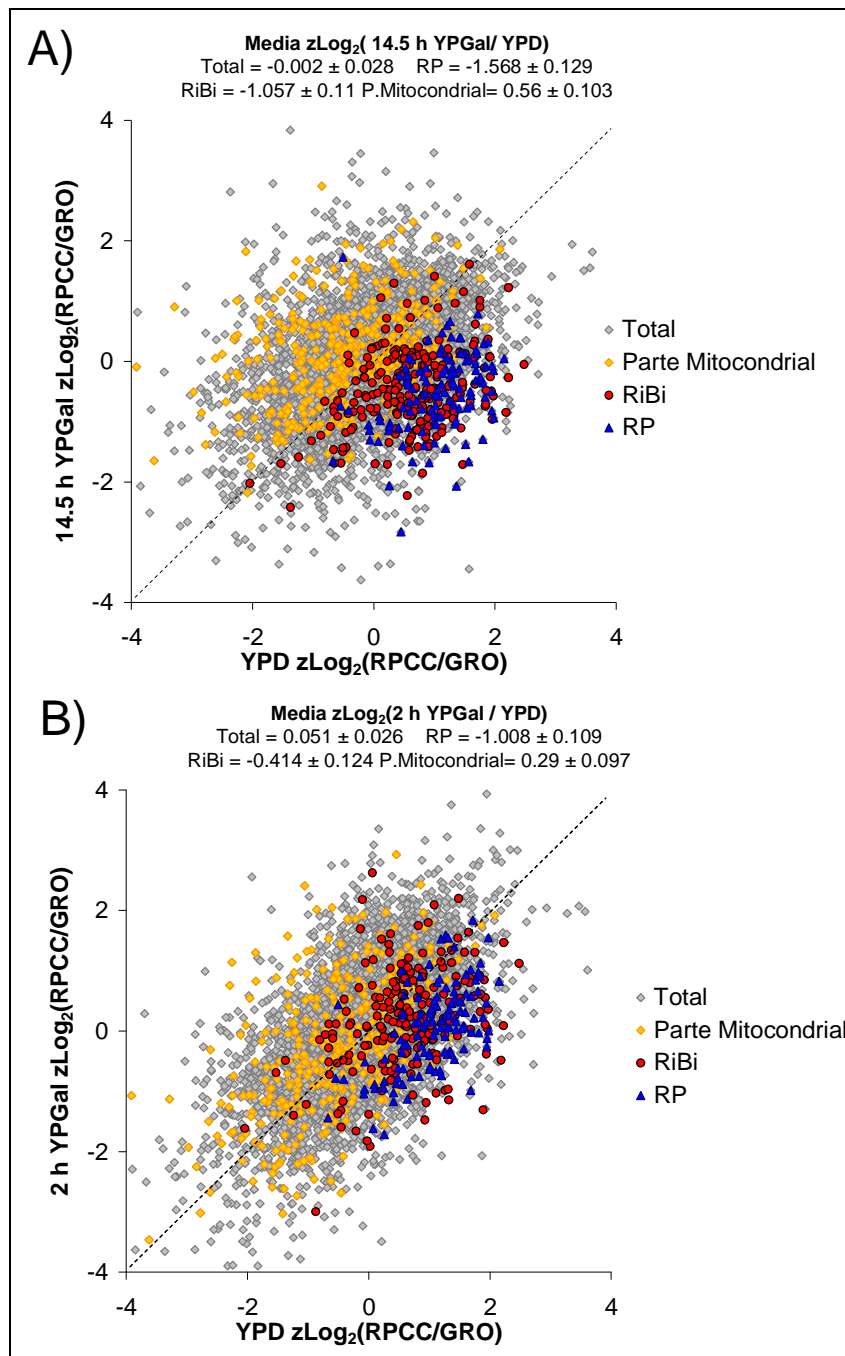 A)
Media zLog₂( 14.5 h YPGal/ YPD)
Total = -0.002 ± 0.028 RP = -1.568 ± 0.129
RiBi = -1.057 ± 0.11 P.Mitocondrial= 0.56 ± 0.103
4
2
0
-2
-4
14.5 h YPGal zLog₂(RPCC/GRO)
-4 -2 0 2 4
YPD zLog₂(RPCC/GRO)
Total
Parte Mitocondrial
RiBi
RP
B)
Media zLog₂(2 h YPGal / YPD)
Total = 0.051 ± 0.026 RP = -1.008 ± 0.109
RiBi = -0.414 ± 0.124 P.Mitocondrial= 0.29 ± 0.097
4
2
0
-2
-4
2 h YPGal zLog₂(RPCC/GRO)
-4 -2 0 2 4
YPD zLog₂(RPCC/GRO)
Total
Parte Mitocondrial
RiBi
RP